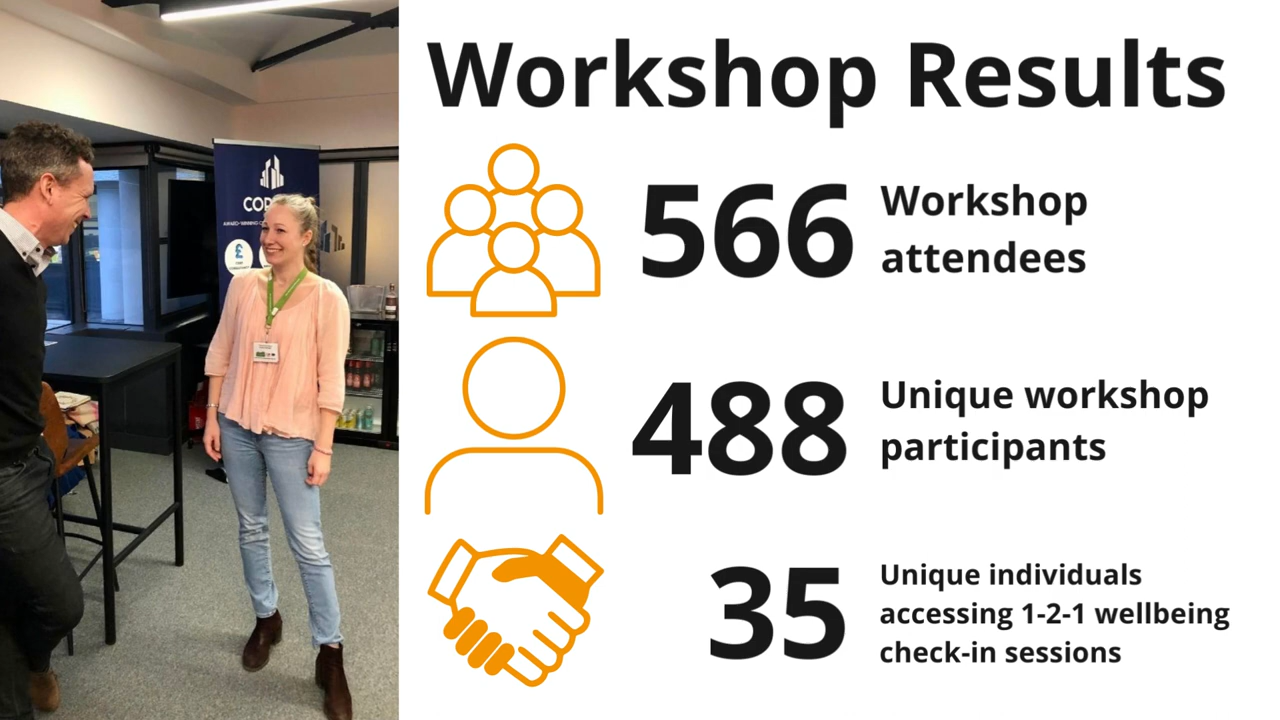 Workshop Results
566
Workshop
attendees
488
Unique workshop
participants
35
Unique individuals
accessing 1-2-1 wellbeing
check-in sessions
£